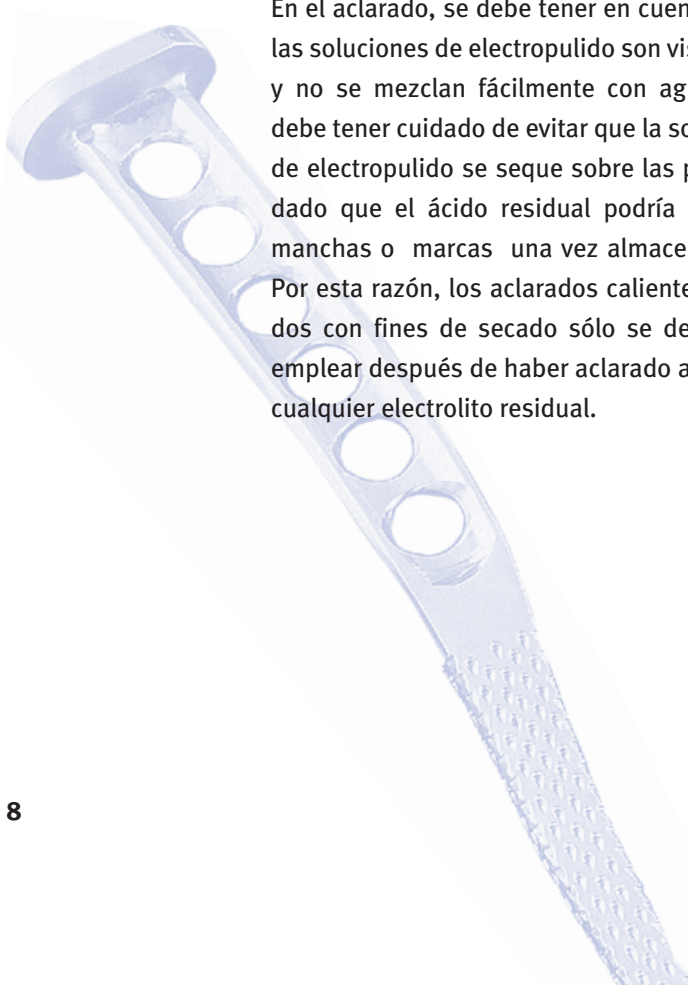 En el aclarado, se debe tener en cuen
las soluciones de electropulido son vis
y no se mezclan fácilmente con ag
debe tener cuidado de evitar que la so
de electropulido se seque sobre las p
dado que el ácido residual podría
manchas o marcas una vez almace
Por esta razón, los aclarados caliente
dos con fines de secado sólo se de
emplear después de haber aclarado a
cualquier electrolito residual.
8